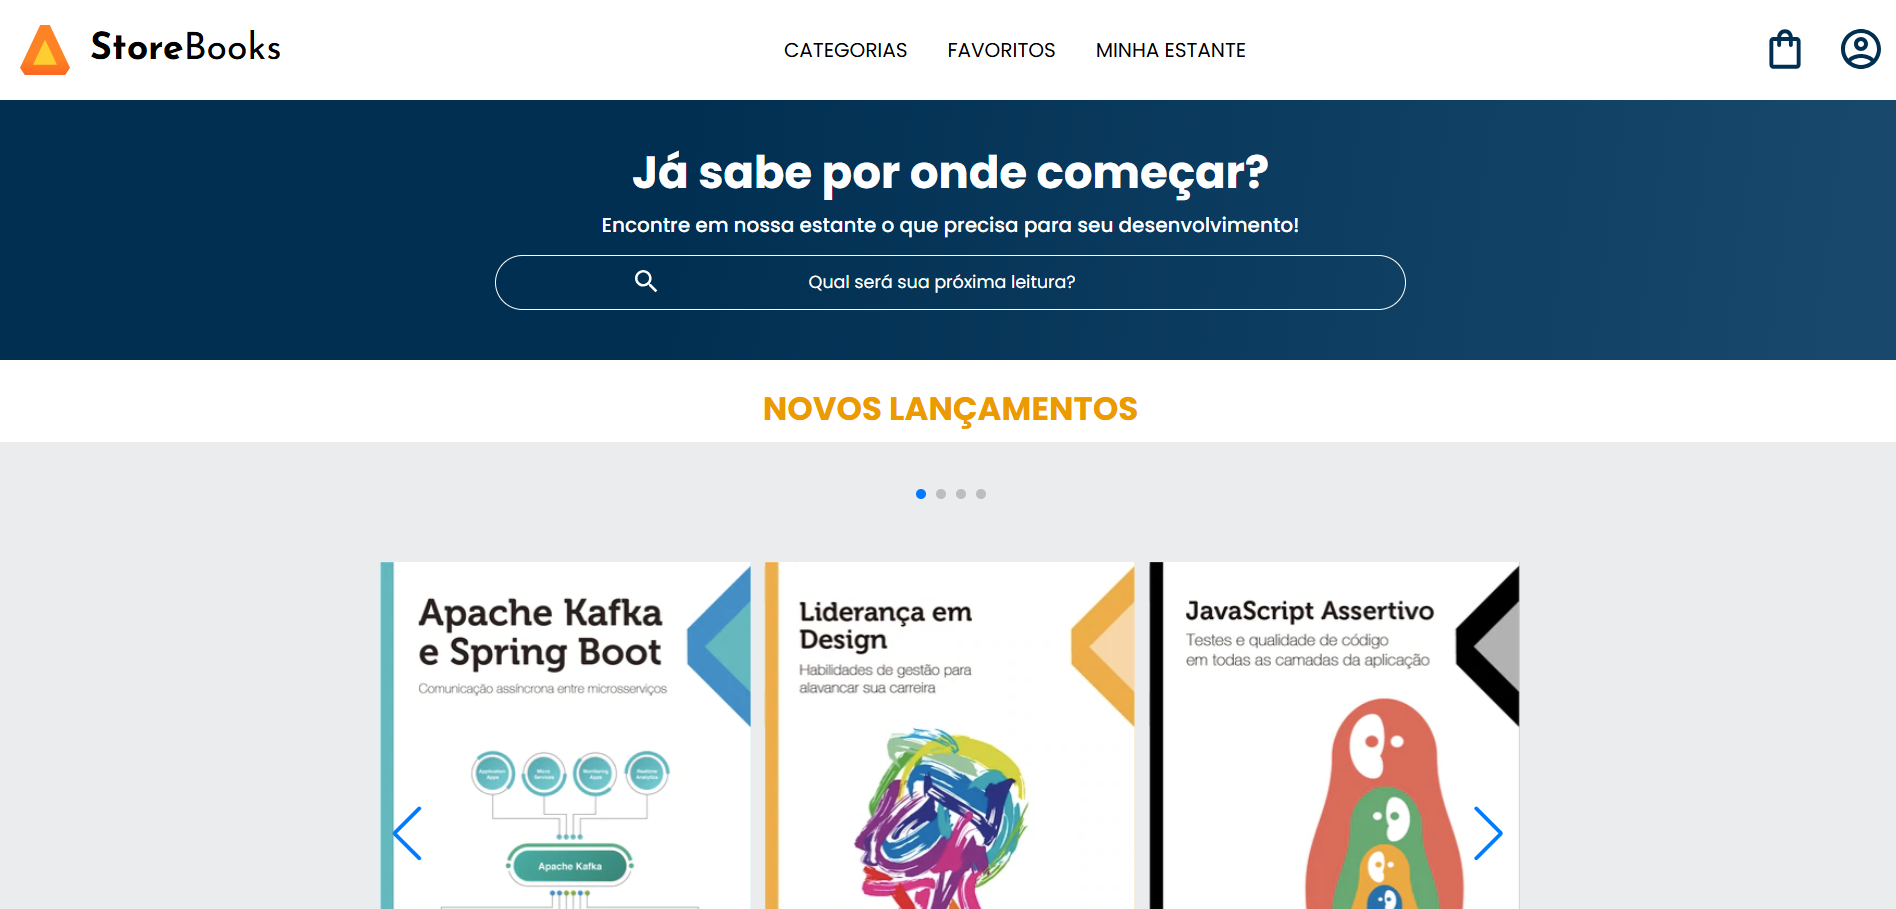 StoreBooks
CATEGORIAS
FAVORITOS
MINHA ESTANTE
Já sabe por onde começar?
Encontre em nossa estante o que precisa para seu desenvolvimento!
Qual será sua próxima leitura?
NOVOS LANÇAMENTOS
Apache Kafka
e Spring Boot
Comunicação assíncrona entre microsserviços
Application
Apps
Micro
Services
Monitoring
Apps
Realtime
Analytics
Apache Kafka
Liderança em
Design
Habilidades de gestão para
alavancar sua carreira
JavaScript Assertivo
Testes e qualidade de código
em todas as camadas da aplicação